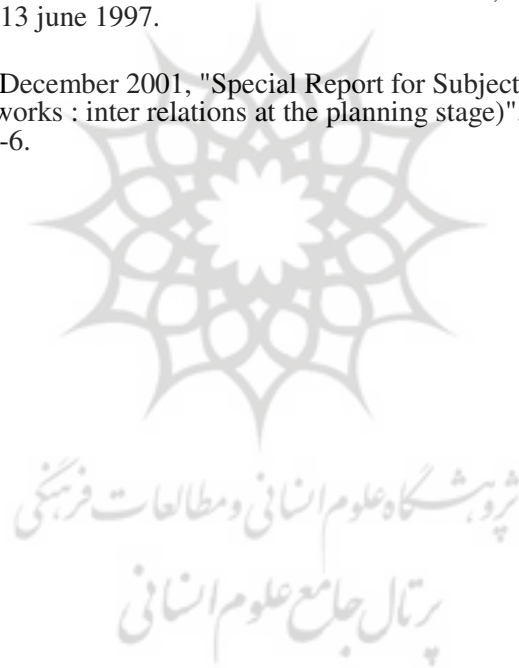 13 june 1997.
December 2001, "Special Report for Subject
works : inter relations at the planning stage)".
-6.
پژوهشگاه علوم انسانی و مطالعات فرهنگی
پرتال جامع علوم انسانی